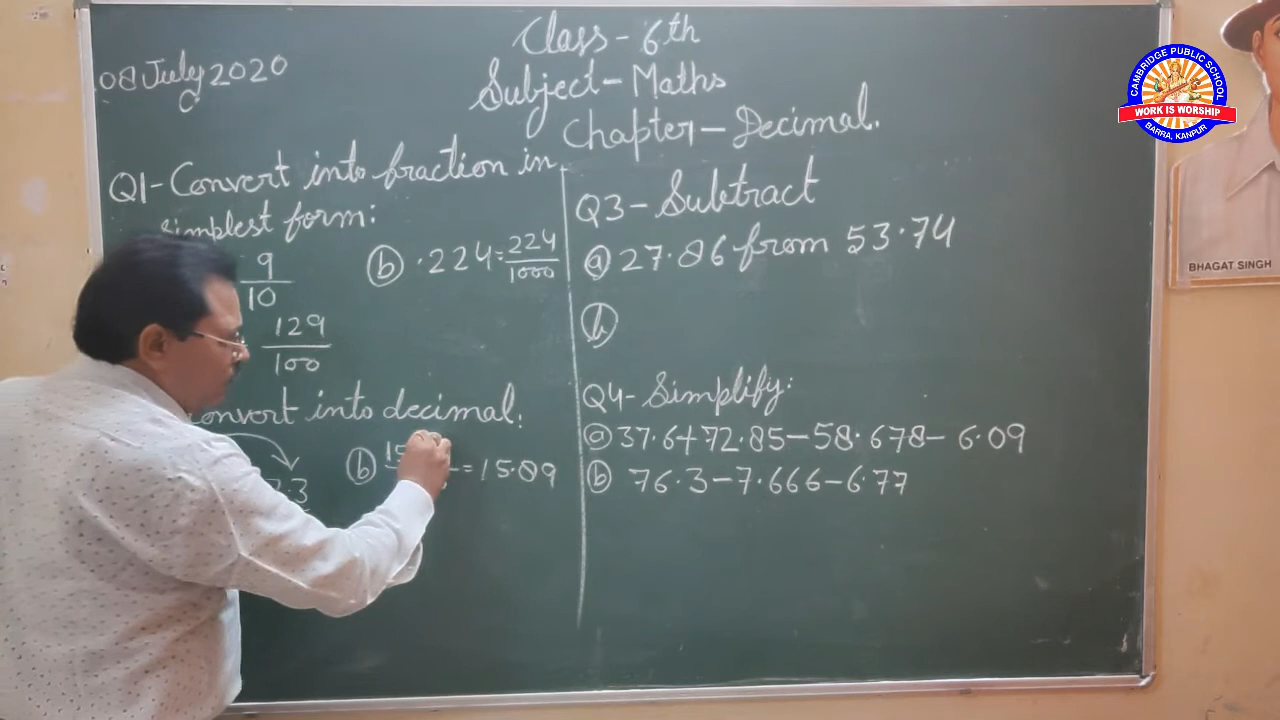 08 July 2020
Class - 6th
Subject - Maths
Chapter - Decimal.
Q1 - Convert into fraction in
simplest form:
9/10
(b) .224 = 224/1000
129/100
Convert into decimal.
(b) = 15.89
Q3 - Subtract
(a) 27.86 from 53.74
(b)
Q4 - Simplify:
(a) 37.6 + 72.85 - 58.678 - 6.09
(b) 76.3 - 7.666 - 6.77
CAMBRIDGE PUBLIC SCHOOL
WORK IS WORSHIP
BARRA, KANPUR
BHAGAT SINGH